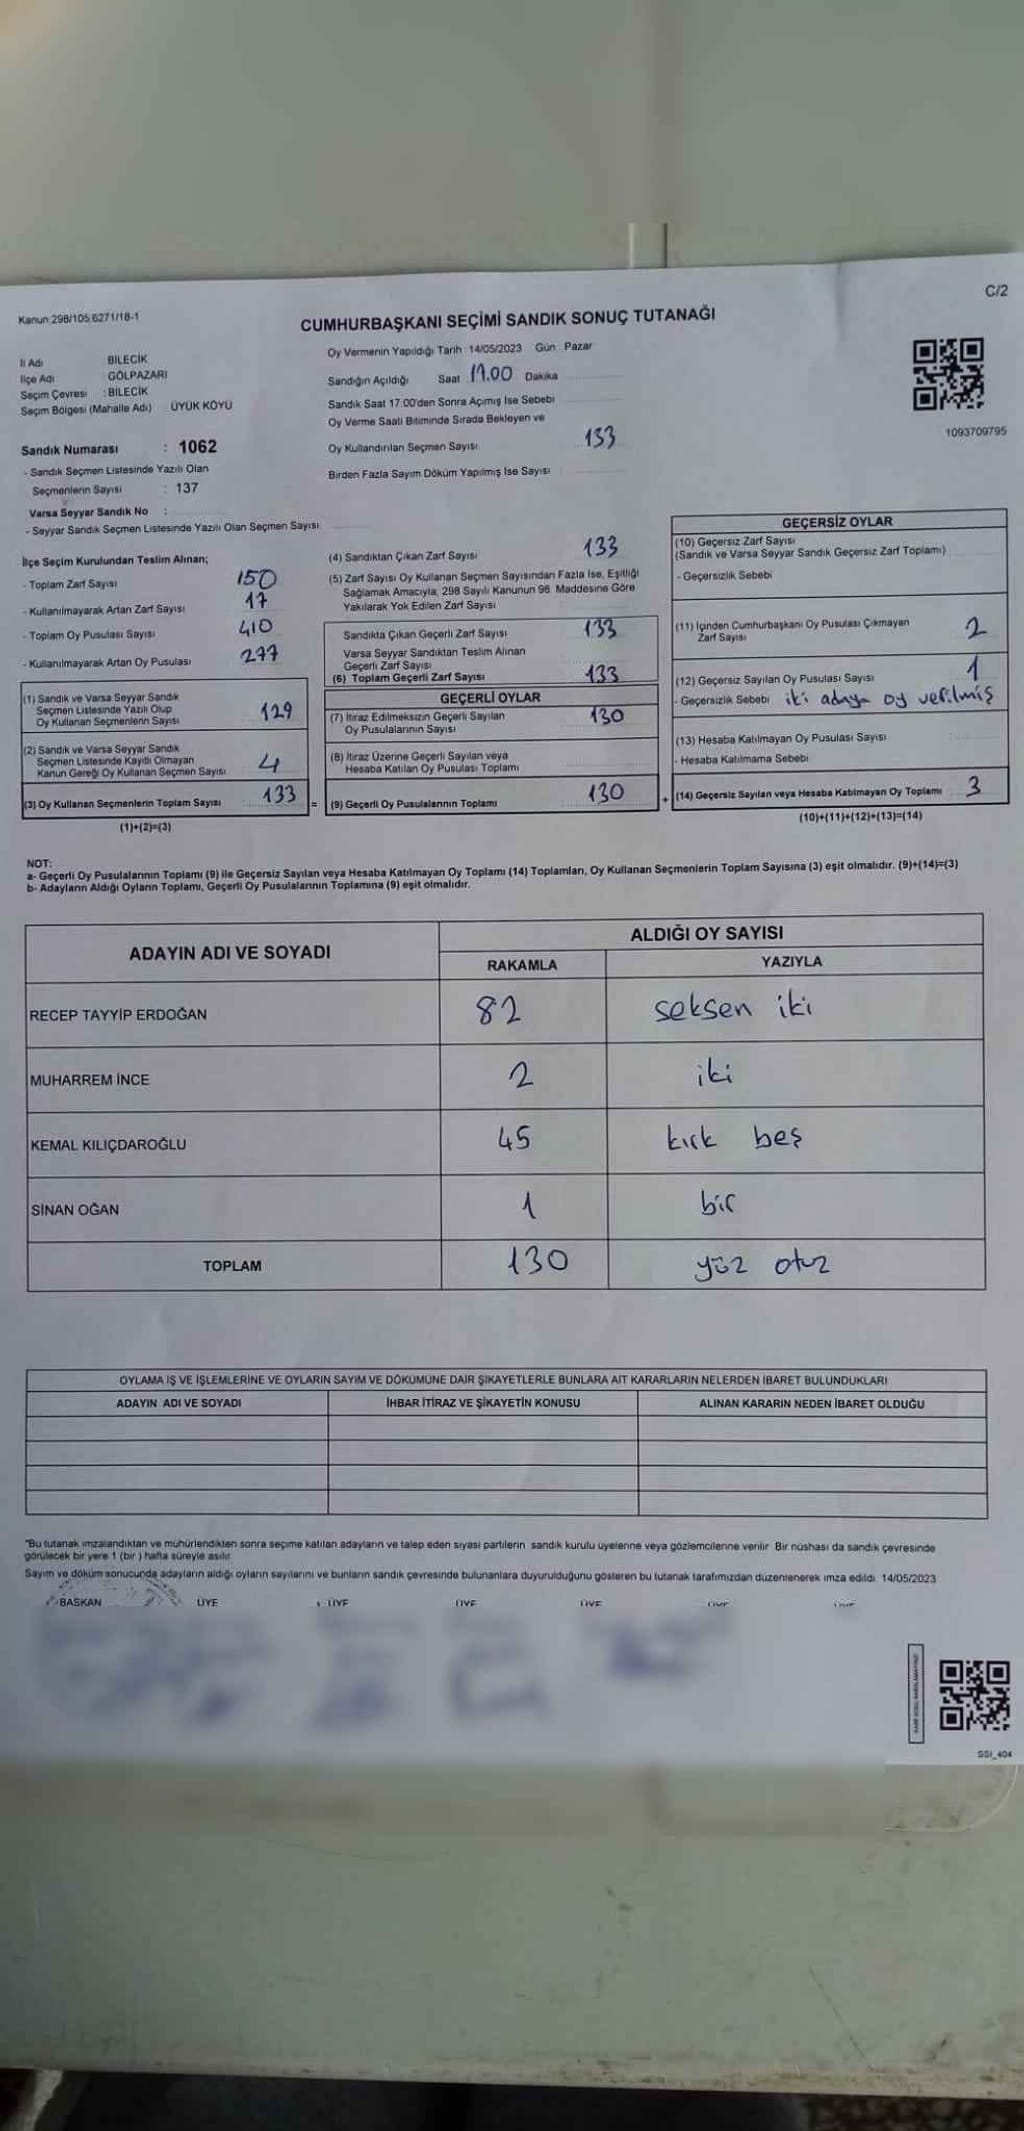 C/2
Kanun:298/105,6271/18-1
CUMHURBAŞKANI SEÇİMİ SANDIK SONUÇ TUTANAĞI
İl Adı BİLECİK
İlçe Adı GÖLPAZARI
Seçim Çevresi : BİLECİK
Seçim Bölgesi (Mahalle Adı) ÜYÜK KÖYÜ
Oy Vermenin Yapıldığı Tarih : 14/05/2023 Gün : Pazar
Sandığın Açıldığı Saat 17.00 Dakika
Sandık Saat 17:00'den Sonra Açımış İse Sebebi
Oy Verme Saati Bitiminde Sırada Bekleyen ve
Oy Kullandırılan Seçmen Sayısı 133
Birden Fazla Sayım Döküm Yapılmış İse Sayısı
1093709795
Sandık Numarası : 1062
- Sandık Seçmen Listesinde Yazılı Olan
Seçmenlerin Sayısı : 137
Varsa Seyyar Sandık No :
- Seyyar Sandık Seçmen Listesinde Yazılı Olan Seçmen Sayısı
İlçe Seçim Kurulundan Teslim Alınan;
- Toplam Zarf Sayısı 150
- Kullanılmayarak Artan Zarf Sayısı 17
- Toplam Oy Pusulası Sayısı 410
- Kullanılmayarak Artan Oy Pusulası 277
(1) Sandık ve Varsa Seyyar Sandık
Seçmen Listesinde Yazılı Olup
Oy Kullanan Seçmenlerin Sayısı 129
(2) Sandık ve Varsa Seyyar Sandık
Seçmen Listesinde Kayıtlı Olmayan
Kanun Gereği Oy Kullanan Seçmen Sayısı 4
(3) Oy Kullanan Seçmenlerin Toplam Sayısı 133
(1)+(2)=(3)
(4) Sandıktan Çıkan Zarf Sayısı 133
(5) Zarf Sayısı Oy Kullanan Seçmen Sayısından Fazla İse, Eşitliği
Sağlamak Amacıyla, 298 Sayılı Kanunun 98. Maddesine Göre
Yakılarak Yok Edilen Zarf Sayısı
Sandıkta Çıkan Geçerli Zarf Sayısı 133
Varsa Seyyar Sandıktan Teslim Alınan
Geçerli Zarf Sayısı
(6) Toplam Geçerli Zarf Sayısı 133
GEÇERLİ OYLAR
(7) İtiraz Edilmeksizin Geçerli Sayılan
Oy Pusulalarının Sayısı 130
(8) İtiraz Üzerine Geçerli Sayılan veya
Hesaba Katılan Oy Pusulası Toplamı
= (9) Geçerli Oy Pusulalarının Toplamı 130
GEÇERSİZ OYLAR
(10) Geçersiz Zarf Sayısı
(Sandık ve Varsa Seyyar Sandık Geçersiz Zarf Toplamı)
- Geçersizlik Sebebi
(11) İçinden Cumhurbaşkanı Oy Pusulası Çıkmayan
Zarf Sayısı 2
(12) Geçersiz Sayılan Oy Pusulası Sayısı 1
- Geçersizlik Sebebi iki adaya oy verilmiş
(13) Hesaba Katılmayan Oy Pusulası Sayısı
- Hesaba Katılmama Sebebi
+ (14) Geçersiz Sayılan veya Hesaba Katılmayan Oy Toplamı 3
(10)+(11)+(12)+(13)=(14)
NOT:
a- Geçerli Oy Pusulalarının Toplamı (9) ile Geçersiz Sayılan veya Hesaba Katılmayan Oy Toplamı (14) Toplamları, Oy Kullanan Seçmenlerin Toplam Sayısına (3) eşit olmalıdır. (9)+(14)=(3)
b- Adayların Aldığı Oyların Toplamı, Geçerli Oy Pusulalarının Toplamına (9) eşit olmalıdır.
ADAYIN ADI VE SOYADI ALDIĞI OY SAYISI
RAKAMLA YAZIYLA
RECEP TAYYİP ERDOĞAN 82 seksen iki
MUHARREM İNCE 2 iki
KEMAL KILIÇDAROĞLU 45 kırk beş
SİNAN OĞAN 1 bir
TOPLAM 130 yüz otuz
OYLAMA İŞ VE İŞLEMLERİNE VE OYLARIN SAYIM VE DÖKÜMÜNE DAİR ŞİKAYETLERLE BUNLARA AİT KARARLARIN NELERDEN İBARET BULUNDUKLARI
ADAYIN ADI VE SOYADI İHBAR İTİRAZ VE ŞİKAYETİN KONUSU ALINAN KARARIN NEDEN İBARET OLDUĞU
"Bu tutanak imzalandıktan ve mühürlendikten sonra seçime katılan adayların ve talep eden siyasi partilerin sandık kurulu üyelerine veya gözlemcilerine verilir. Bir nüshası da sandık çevresinde
görülecek bir yere 1 (bir ) hafta süreyle asılır.
Sayım ve döküm sonucunda adayların aldığı oyların sayılarını ve bunların sandık çevresinde bulunanlara duyurulduğunu gösteren bu tutanak tarafımızdan düzenlenerek imza edildi. 14/05/2023
BAŞKAN ÜYE ÜYE ÜYE ÜYE ÜYE ÜYE
SSİ_404